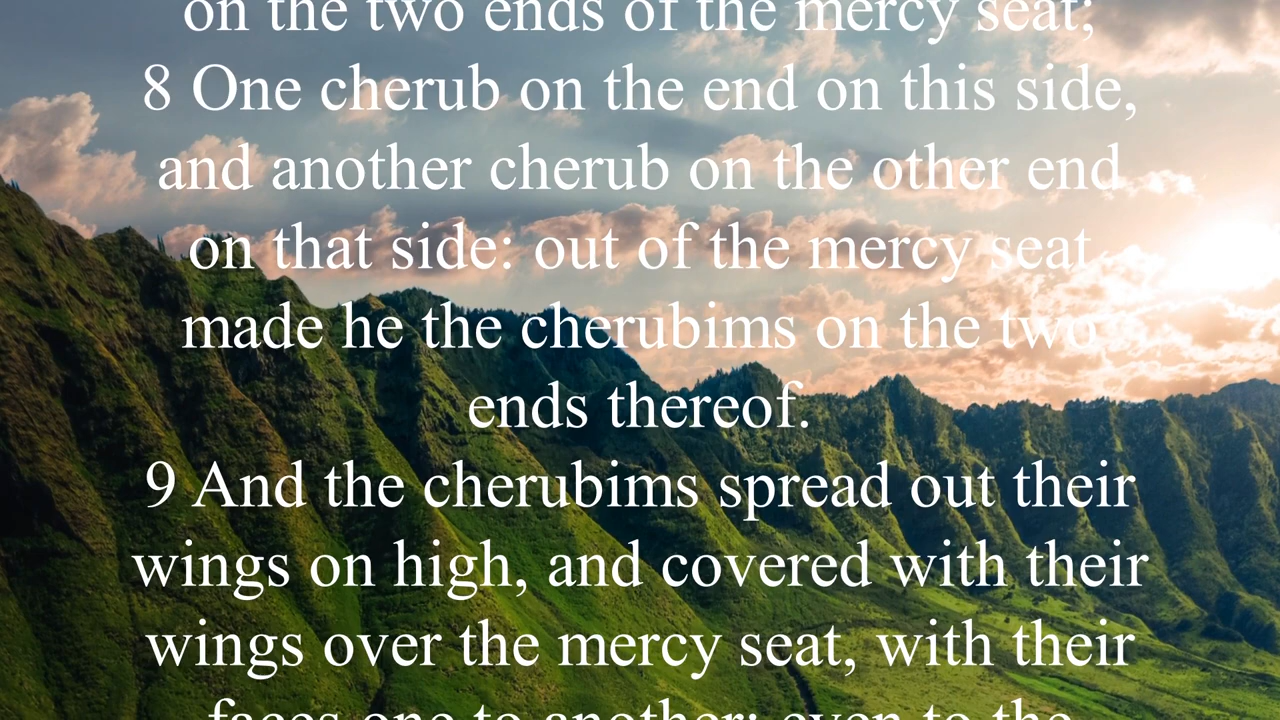 on the two ends of the mercy seat;
8 One cherub on the end on this side,
and another cherub on the other end
on that side: out of the mercy seat
made he the cherubims on the two
ends thereof.
9 And the cherubims spread out their
wings on high, and covered with their
wings over the mercy seat, with their
faces one to another; even to the